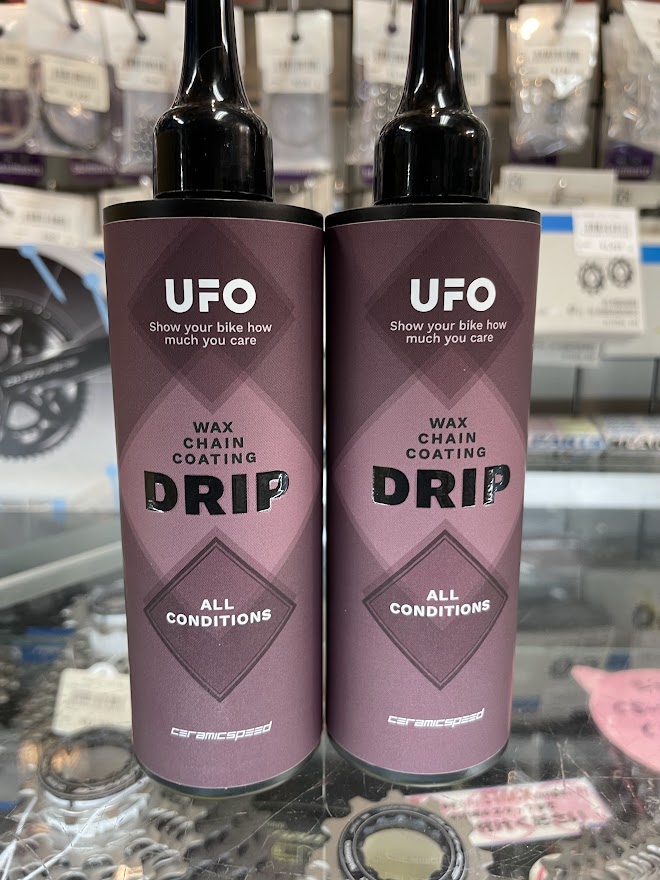 UFO
Show your bike how
much you care
WAX
CHAIN
COATING
DRIP
ALL
CONDITIONS
CERAMICSPEED
UFO
Show your bike how
much you care
WAX
CHAIN
COATING
DRIP
ALL
CONDITIONS
CERAMICSPEED